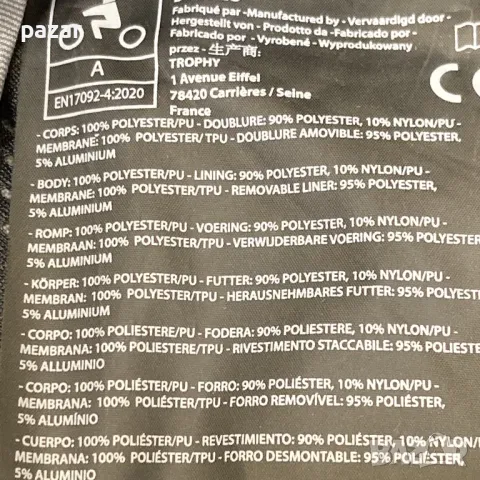 pazar
A
EN17092-4:2020
Fabriqué par - Manufactured by - Vervaardigd door -
Hergestellt von - Prodotto da - Fabricado por -
Fabricado por - Vyrobené - Wyprodukowany
przez - 生产商:
TROPHY
1 Avenue Eiffel
78420 Carrières / Seine
France
- CORPS: 100% POLYESTER/PU - DOUBLURE: 90% POLYESTER, 10% NYLON/PU -
MEMBRANE: 100% POLYESTER/ TPU - DOUBLURE AMOVIBLE: 95% POLYESTER,
5% ALUMINIUM
- BODY: 100% POLYESTER/PU - LINING: 90% POLYESTER, 10% NYLON/PU -
MEMBRANE: 100% POLYESTER/TPU - REMOVABLE LINER: 95% POLYESTER,
5% ALUMINIUM
- ROMP: 100% POLYESTER/PU - VOERING: 90% POLYESTER, 10% NYLON/PU -
MEMBRAAN: 100% POLYESTER/TPU - VERWIJDERBARE VOERING: 95% POLYESTER
5% ALUMINIUM
- KÖRPER: 100% POLYESTER/PU - FUTTER: 90% POLYESTER, 10% NYLON/PU -
MEMBRAN: 100% POLYESTER/TPU - HERAUSNEHMBARES FUTTER: 95% POLYESTE
5% ALUMINIUM
- CORPO: 100% POLIESTERE/PU - FODERA: 90% POLIESTERE, 10% NYLON/PU -
MEMBRANA: 100% POLIESTERE/TPU - RIVESTIMENTO STACCABILE: 95% POLIESTE
5% ALLUMINIO
- CORPO: 100% POLIÉSTER/PU - FORRO: 90% POLIÉSTER, 10% NYLON/PU -
MEMBRANA: 100% POLIÉSTER/TPU - FORRO REMOVÍVEL: 95% POLIÉSTER,
5% ALUMÍNIO
- CUERPO: 100% POLIÉSTER/PU - REVESTIMIENTO: 90% POLIÉSTER, 10% NYLON/
MEMBRANA: 100% POLIÉSTER/TPU - FORRO DESMONTABLE: 95% POLIÉSTER,
5% ALUMINIO